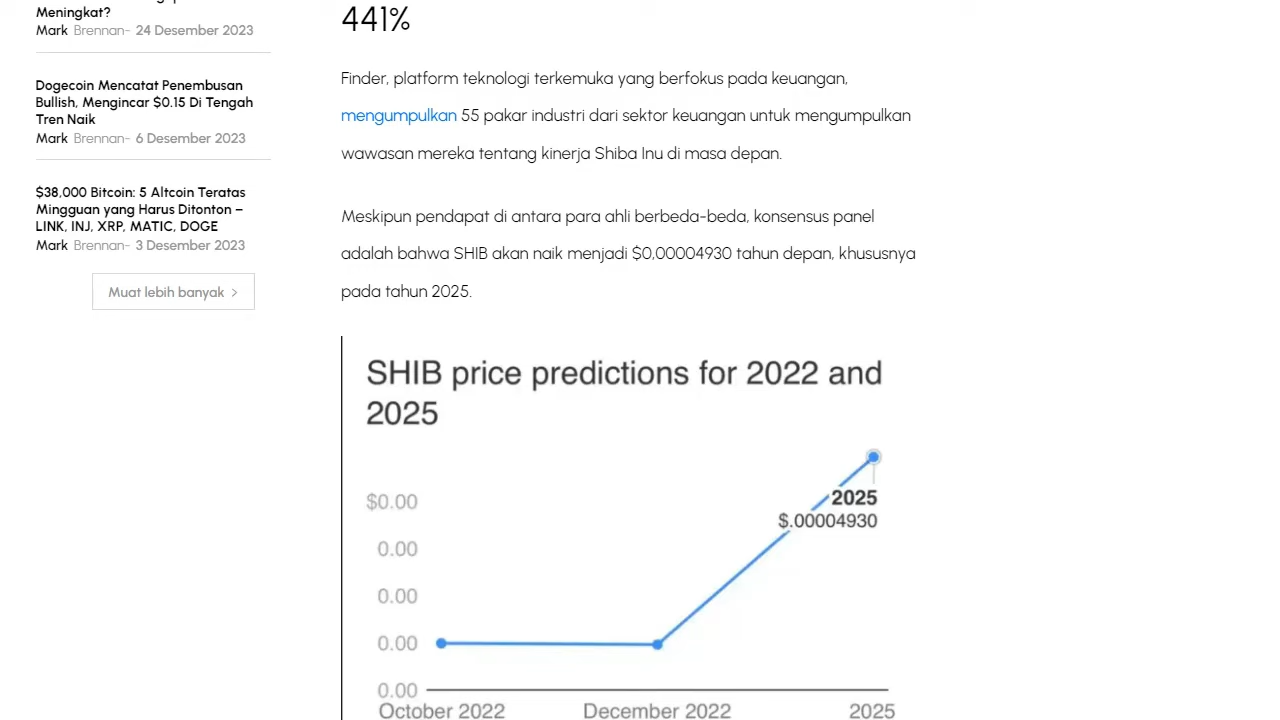 Meningkat?
Mark Brennan- 24 Desember 2023
Dogecoin Mencatat Penembusan
Bullish, Mengincar $0.15 Di Tengah
Tren Naik
Mark Brennan- 6 Desember 2023
$38,000 Bitcoin: 5 Altcoin Teratas
Mingguan yang Harus Ditonton –
LINK, INJ, XRP, MATIC, DOGE
Mark Brennan- 3 Desember 2023
Muat lebih banyak
441%
Finder, platform teknologi terkemuka yang berfokus pada keuangan,
mengumpulkan 55 pakar industri dari sektor keuangan untuk mengumpulkan
wawasan mereka tentang kinerja Shiba Inu di masa depan.
Meskipun pendapat di antara para ahli berbeda-beda, konsensus panel
adalah bahwa SHIB akan naik menjadi $0,00004930 tahun depan, khususnya
pada tahun 2025.
SHIB price predictions for 2022 and
2025
$0.00
0.00
0.00
0.00
0.00
2025
$.00004930
October 2022 December 2022 2025